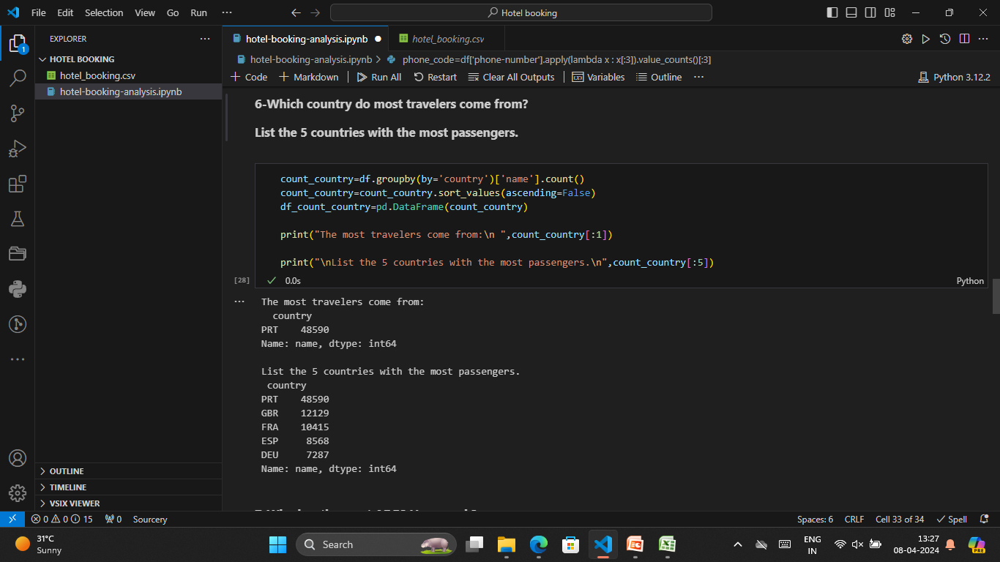 File Edit Selection View Go Run ···
Hotel booking
EXPLORER
HOTEL BOOKING
hotel_booking.csv
hotel-booking-analysis.ipynb
1
OUTLINE
TIMELINE
VSIX VIEWER
hotel-booking-analysis.ipynb
hotel_booking.csv
hotel-booking-analysis.ipynb > phone_code=df['phone-number'].apply(lambda x : x[:3]).value_counts()[:3]
+ Code + Markdown | Run All Restart Clear All Outputs | Variables Outline ···
Python 3.12.2
6-Which country do most travelers come from?
List the 5 countries with the most passengers.
count_country=df.groupby(by='country')['name'].count()
count_country=count_country.sort_values(ascending=False)
df_count_country=pd.DataFrame(count_country)
print("The most travelers come from:\n ",count_country[:1])
print("\nList the 5 countries with the most passengers.\n",count_country[:5])
[28] 0.0s
Python
The most travelers come from:
country
PRT 48590
Name: name, dtype: int64
List the 5 countries with the most passengers.
country
PRT 48590
GBR 12129
FRA 10415
ESP 8568
DEU 7287
Name: name, dtype: int64
0 0 15 0 Sourcery
Spaces: 6 CRLF Cell 33 of 34 Spell
31°C
Sunny
Search
ENG
IN
13:27
08-04-2024
PRE